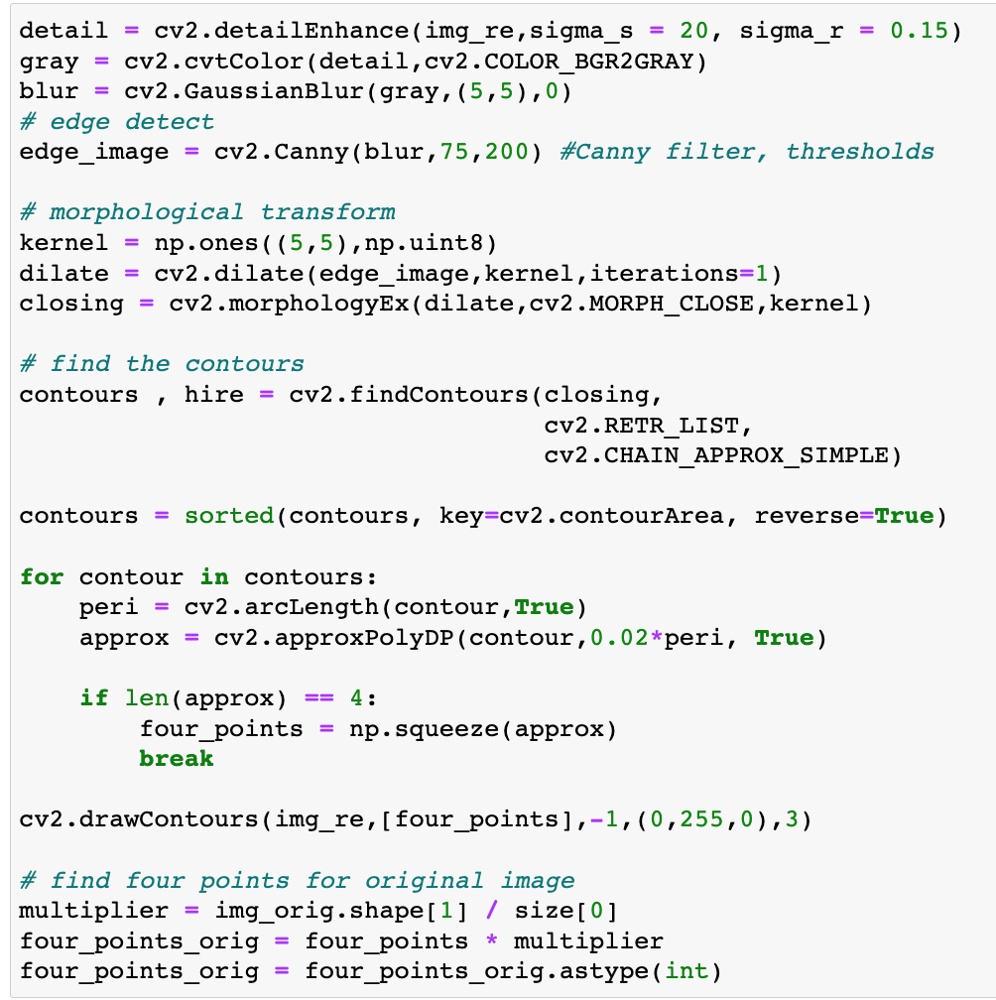 detail = cv2.detailEnhance(img_re,sigma_s = 20, sigma_r = 0.15)
gray = cv2.cvtColor(detail,cv2.COLOR_BGR2GRAY)
blur = cv2.GaussianBlur(gray,(5,5),0)
# edge detect
edge_image = cv2.Canny(blur,75,200) #Canny filter, thresholds

# morphological transform
kernel = np.ones((5,5),np.uint8)
dilate = cv2.dilate(edge_image,kernel,iterations=1)
closing = cv2.morphologyEx(dilate,cv2.MORPH_CLOSE,kernel)

# find the contours
contours , hire = cv2.findContours(closing,
                                   cv2.RETR_LIST,
                                   cv2.CHAIN_APPROX_SIMPLE)

contours = sorted(contours, key=cv2.contourArea, reverse=True)

for contour in contours:
    peri = cv2.arcLength(contour,True)
    approx = cv2.approxPolyDP(contour,0.02*peri, True)

    if len(approx) == 4:
        four_points = np.squeeze(approx)
        break

cv2.drawContours(img_re,[four_points],-1,(0,255,0),3)

# find four points for original image
multiplier = img_orig.shape[1] / size[0]
four_points_orig = four_points * multiplier
four_points_orig = four_points_orig.astype(int)